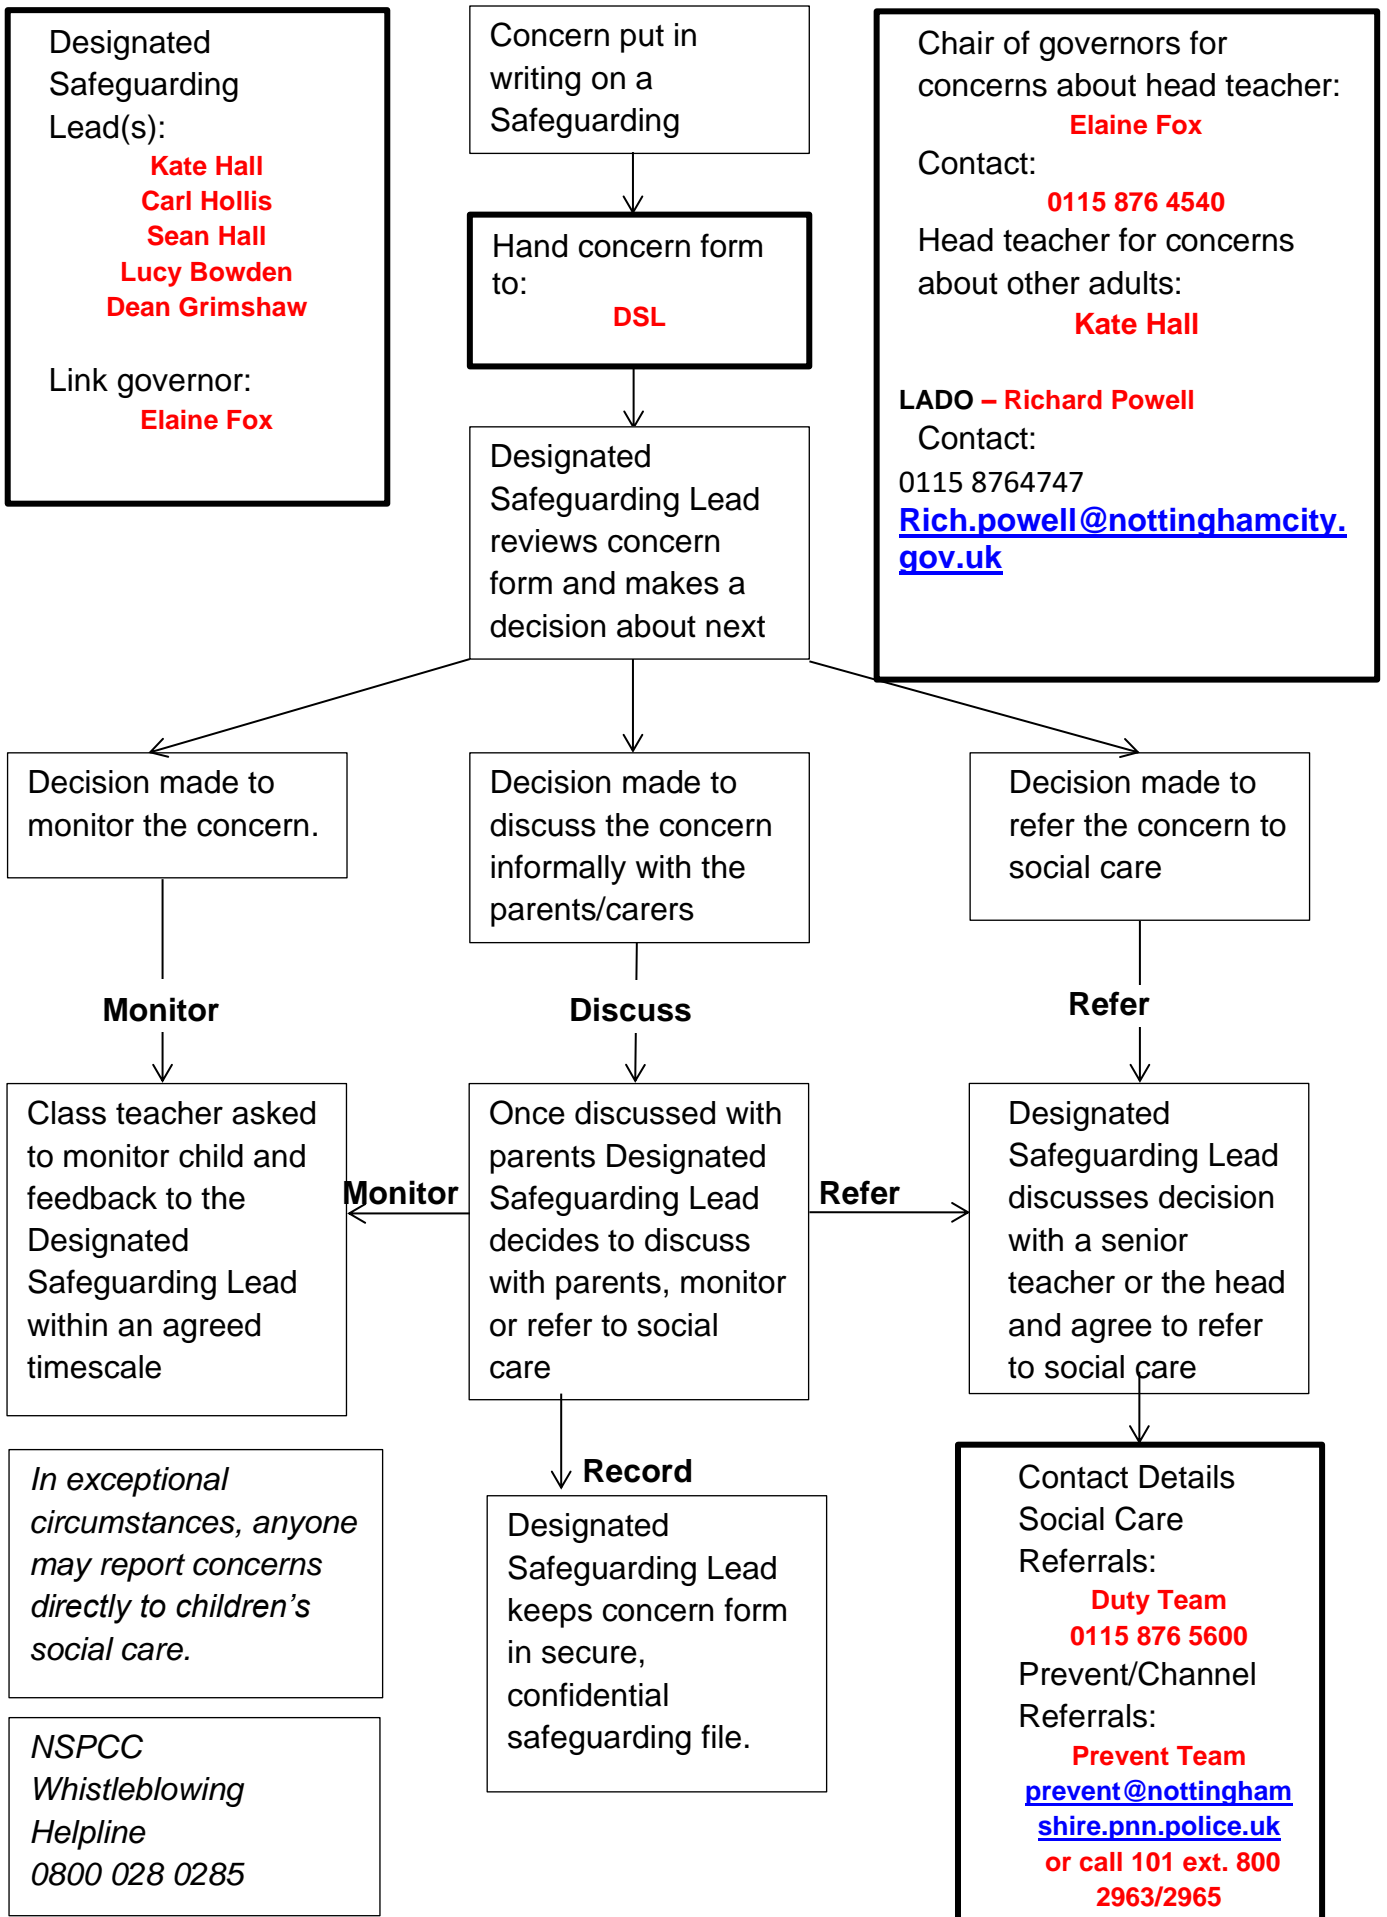 Designated
Safeguarding
Lead(s):
Kate Hall
Carl Hollis
Sean Hall
Lucy Bowden
Dean Grimshaw
Link governor:
Elaine Fox
Concern put in
writing on a
Safeguarding
Hand concern form
to:
DSL
Designated
Safeguarding Lead
reviews concern
form and makes a
decision about next
Chair of governors for
concerns about head teacher:
Elaine Fox
Contact:
0115 876 4540
Head teacher for concerns
about other adults:
Kate Hall
LADO – Richard Powell
Contact:
0115 8764747
Rich.powell@nottinghamcity.
gov.uk
Decision made to
monitor the concern.
Decision made to
discuss the concern
informally with the
parents/carers
Decision made to
refer the concern to
social care
Monitor
Discuss
Refer
Class teacher asked
to monitor child and
feedback to the
Designated
Safeguarding Lead
within an agreed
timescale
Monitor
Once discussed with
parents Designated
Safeguarding Lead
decides to discuss
with parents, monitor
or refer to social
care
Refer
Designated
Safeguarding Lead
discusses decision
with a senior
teacher or the head
and agree to refer
to social care
In exceptional
circumstances, anyone
may report concerns
directly to children’s
social care.
Record
Designated
Safeguarding Lead
keeps concern form
in secure,
confidential
safeguarding file.
Contact Details
Social Care
Referrals:
Duty Team
0115 876 5600
Prevent/Channel
Referrals:
Prevent Team
prevent@nottingham
shire.pnn.police.uk
or call 101 ext. 800
2963/2965
NSPCC
Whistleblowing
Helpline
0800 028 0285